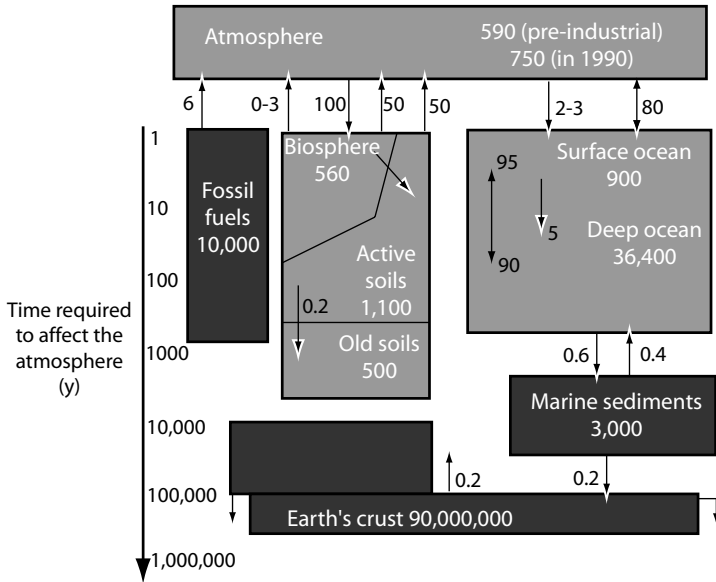 Atmosphere
590 (pre-industrial)
750 (in 1990)
6
0-3
100
50
50
2-3
80
Time required
to affect the
atmosphere
(y)
1
10
100
1000
10,000
100,000
1,000,000
Fossil
fuels
10,000
Biosphere
560
Active
soils
1,100
0.2
Old soils
500
Surface ocean
900
95
90
5
Deep ocean
36,400
0.6
0.4
Marine sediments
3,000
0.2
0.2
Earth's crust 90,000,000